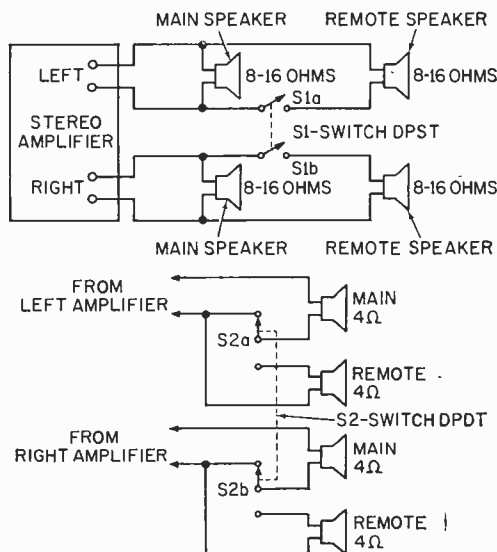 MAIN SPEAKER
REMOTE SPEAKER
LEFT
8-16 OHMS
8-16 OHMS
S1a
STEREO
AMPLIFIER
S1-SWITCH DPST
S1b
RIGHT
8-16 OHMS
8-16 OHMS
MAIN SPEAKER
REMOTE SPEAKER
FROM
LEFT AMPLIFIER
MAIN
4Ω
S2a
REMOTE
4Ω
S2-SWITCH DPDT
FROM
RIGHT AMPLIFIER
MAIN
4Ω
S2b
REMOTE
4Ω